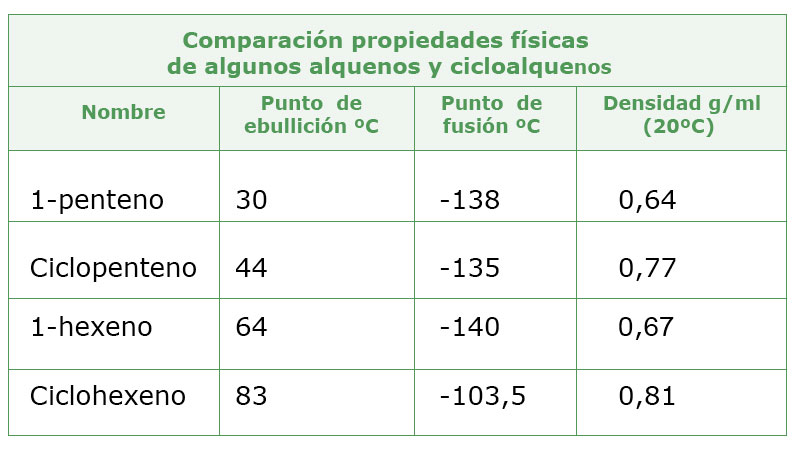 Comparación propiedades físicas
de algunos alquenos y cicloalquenos
Nombre
Punto de
ebullición ºC
Punto de
fusión ºC
Densidad g/ml
(20ºC)
1-penteno 30 -138 0,64
Ciclopenteno 44 -135 0,77
1-hexeno 64 -140 0,67
Ciclohexeno 83 -103,5 0,81